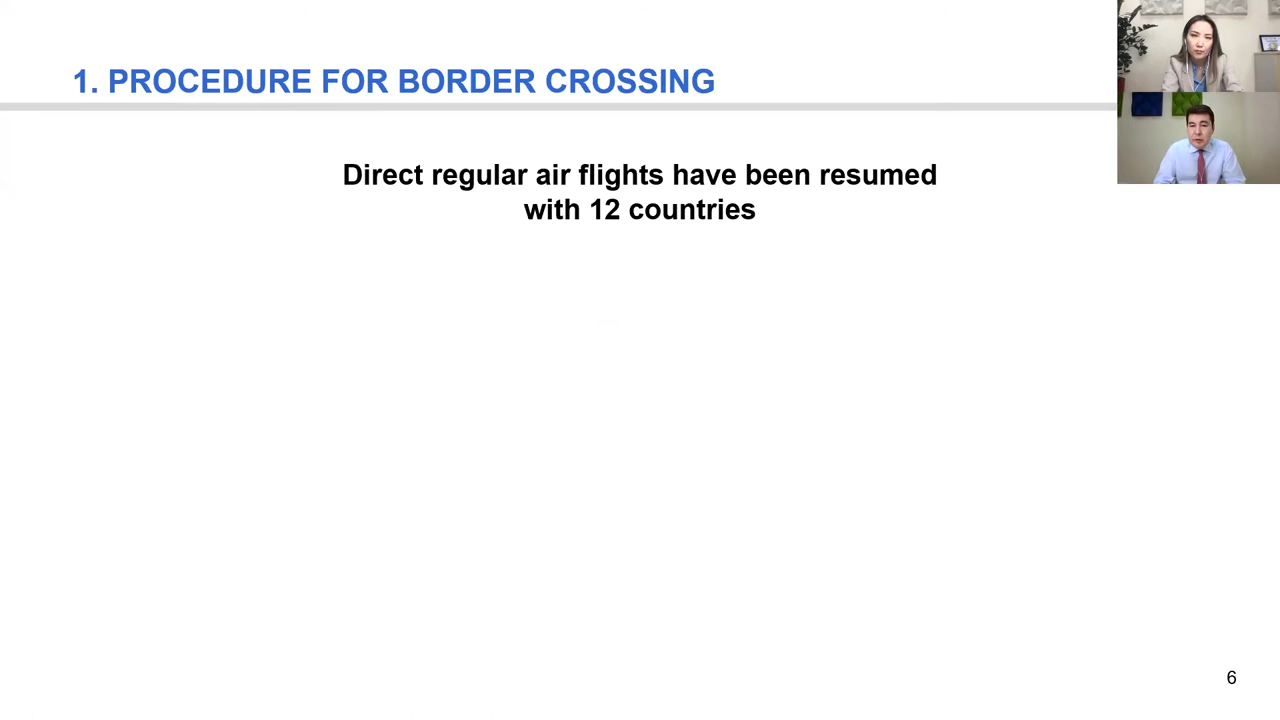 1. PROCEDURE FOR BORDER CROSSING
Direct regular air flights have been resumed
with 12 countries
6